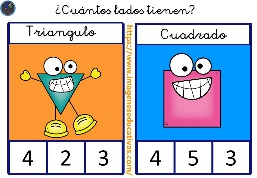 ¿Cuántos lados tienen?
Triangulo
Cuadrado
https://www.imageneseducativas.com/
4 2 3
4 5 3